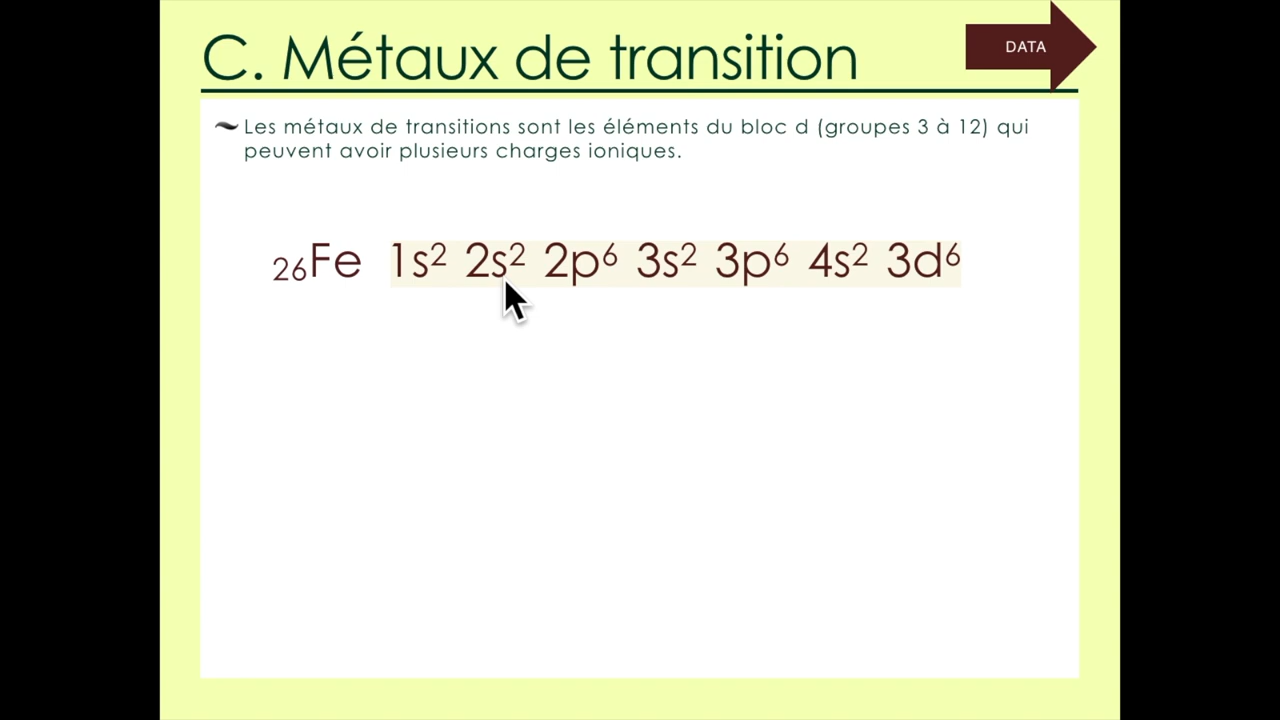 C. Métaux de transition
DATA
Les métaux de transitions sont les éléments du bloc d (groupes 3 à 12) qui
peuvent avoir plusieurs charges ioniques.
₂₆Fe 1s² 2s² 2p⁶ 3s² 3p⁶ 4s² 3d⁶